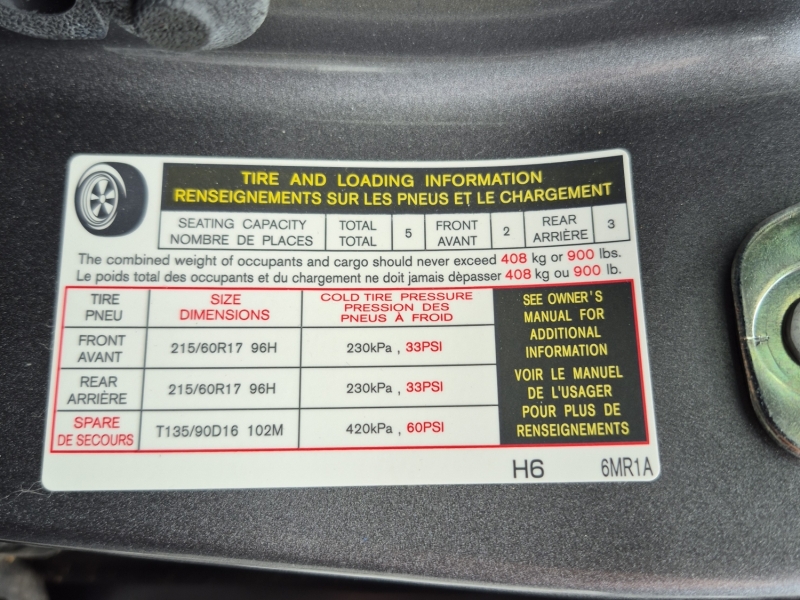 TIRE AND LOADING INFORMATION
RENSEIGNEMENTS SUR LES PNEUS ET LE CHARGEMENT
SEATING CAPACITY
NOMBRE DE PLACES
TOTAL
TOTAL
5
FRONT
AVANT
2
REAR
ARRIÈRE
3
The combined weight of occupants and cargo should never exceed 408 kg or 900 lbs.
Le poids total des occupants et du chargement ne doit jamais dèpasser 408 kg ou 900 lb.
TIRE
PNEU
SIZE
DIMENSIONS
COLD TIRE PRESSURE
PRESSION DES
PNEUS À FROID
FRONT
AVANT
215/60R17 96H
230kPa , 33PSI
REAR
ARRIÈRE
215/60R17 96H
230kPa , 33PSI
SPARE
DE SECOURS
T135/90D16 102M
420kPa , 60PSI
SEE OWNER'S
MANUAL FOR
ADDITIONAL
INFORMATION
VOIR LE MANUEL
DE L'USAGER
POUR PLUS DE
RENSEIGNEMENTS
H6
6MR1A